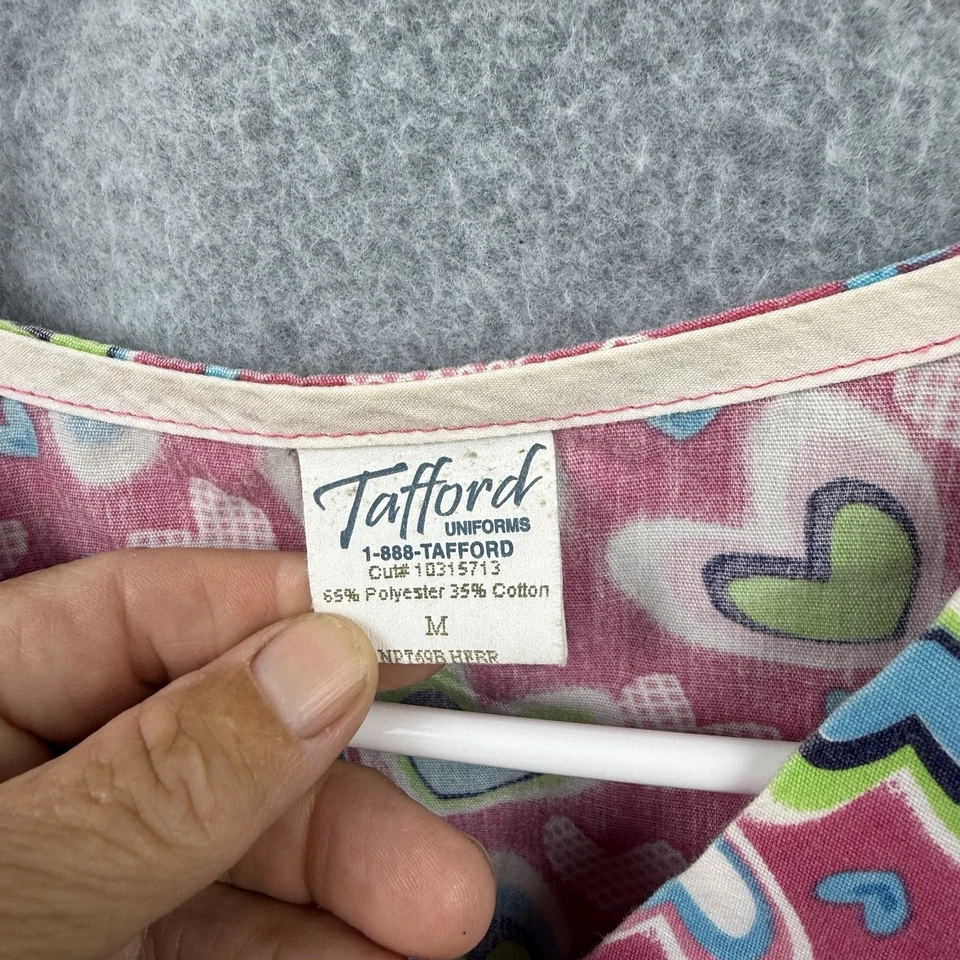 Tafford
UNIFORMS
1-888-TAFFORD
Cut# 10315713
65% Polyester 35% Cotton
M